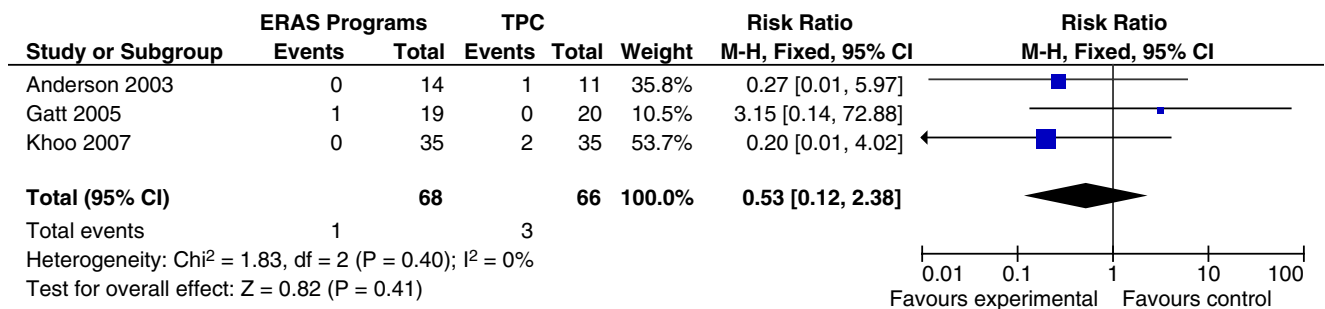 ERAS Programs TPC Risk Ratio Risk Ratio
Study or Subgroup Events Total Events Total Weight M-H, Fixed, 95% CI M-H, Fixed, 95% CI
Anderson 2003 0 14 1 11 35.8% 0.27 [0.01, 5.97]
Gatt 2005 1 19 0 20 10.5% 3.15 [0.14, 72.88]
Khoo 2007 0 35 2 35 53.7% 0.20 [0.01, 4.02]
Total (95% CI) 68 66 100.0% 0.53 [0.12, 2.38]
Total events 1 3
Heterogeneity: Chi² = 1.83, df = 2 (P = 0.40); I² = 0%
Test for overall effect: Z = 0.82 (P = 0.41)
0.01 0.1 1 10 100
Favours experimental Favours control